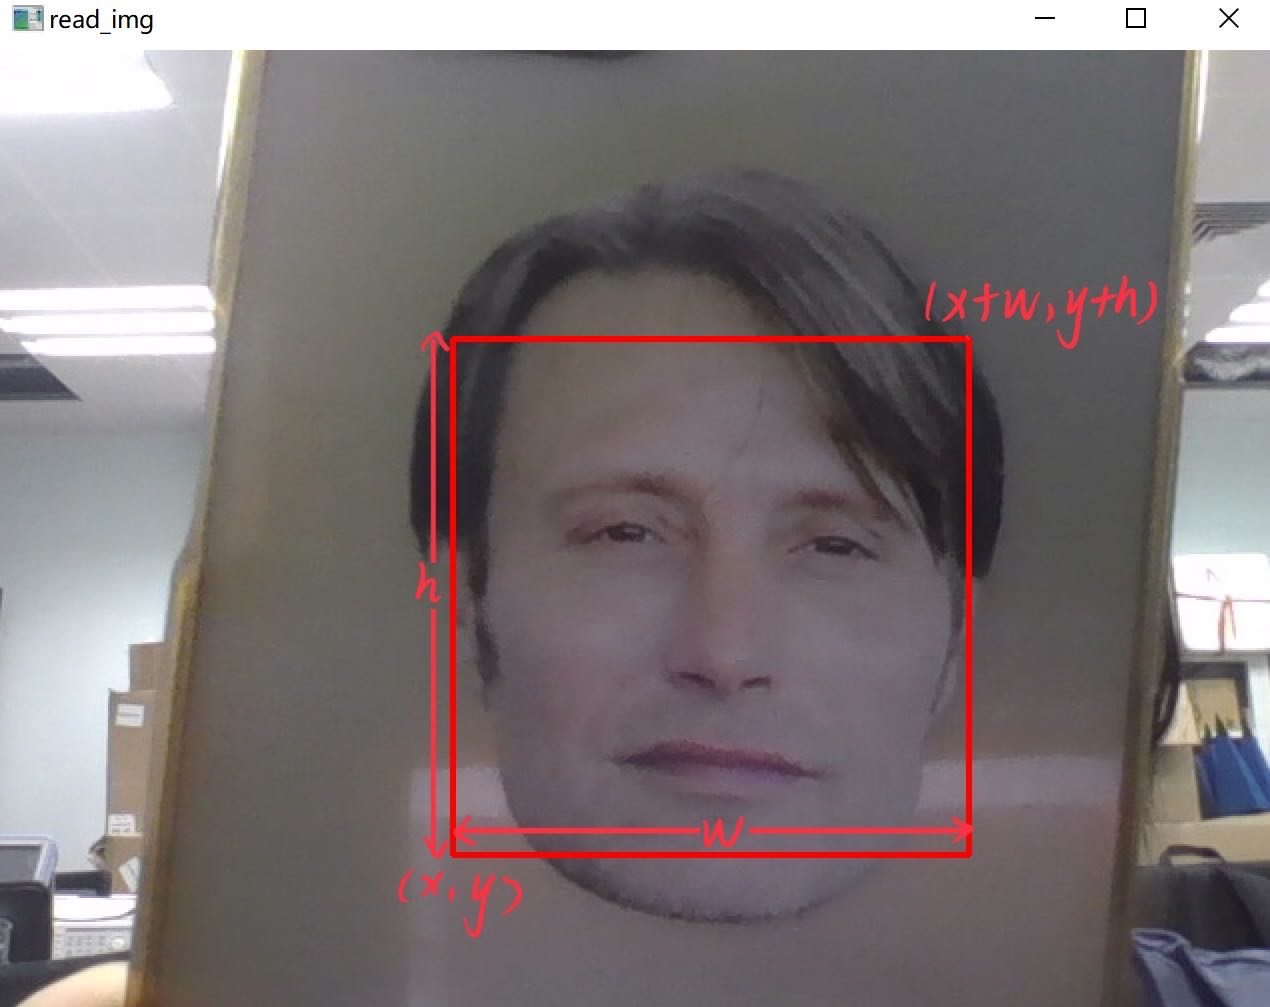 read_img
(x+w,y+h)
h
w
(x,y)